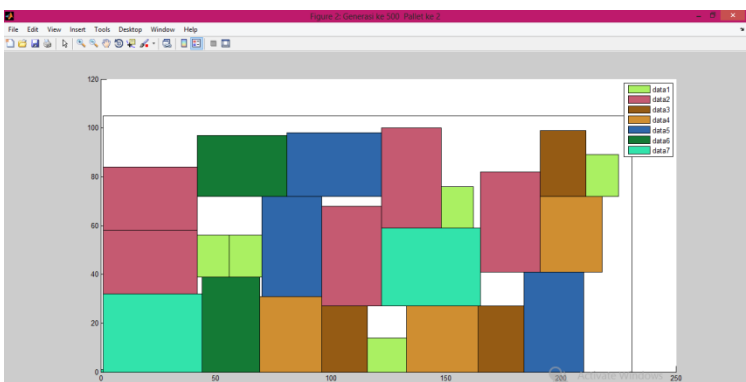 Figure 2: Generasi ke 500 Pallet ke 2
File Edit View Insert Tools Desktop Window Help
120
100
80
60
40
20
0
0 50 100 150 200 250
data1
data2
data3
data4
data5
data6
data7
Activate Windows